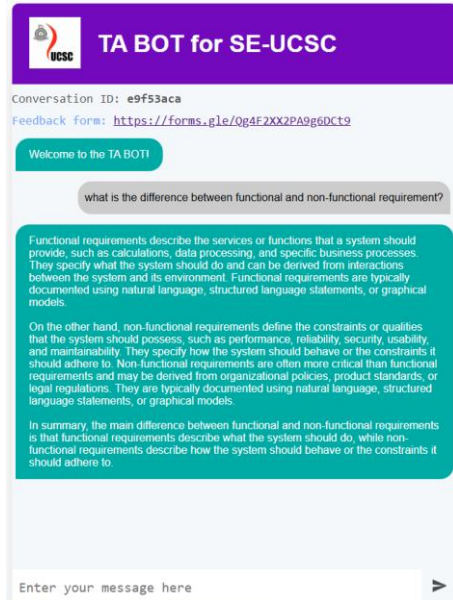 UCSC
TA BOT for SE-UCSC
Conversation ID: e9f53aca
Feedback form: https://forms.gle/Qg4F2XX2PA9g6DCt9
Welcome to the TA BOT!
what is the difference between functional and non-functional requirement?
Functional requirements describe the services or functions that a system should
provide, such as calculations, data processing, and specific business processes.
They specify what the system should do and can be derived from interactions
between the system and its environment. Functional requirements are typically
documented using natural language, structured language statements, or graphical
models.
On the other hand, non-functional requirements define the constraints or qualities
that the system should possess, such as performance, reliability, security, usability,
and maintainability. They specify how the system should behave or the constraints it
should adhere to. Non-functional requirements are often more critical than functional
requirements and may be derived from organizational policies, product standards, or
legal regulations. They are typically documented using natural language, structured
language statements, or graphical models.
In summary, the main difference between functional and non-functional requirements
is that functional requirements describe what the system should do, while non-
functional requirements describe how the system should behave or the constraints it
should adhere to.
Enter your message here